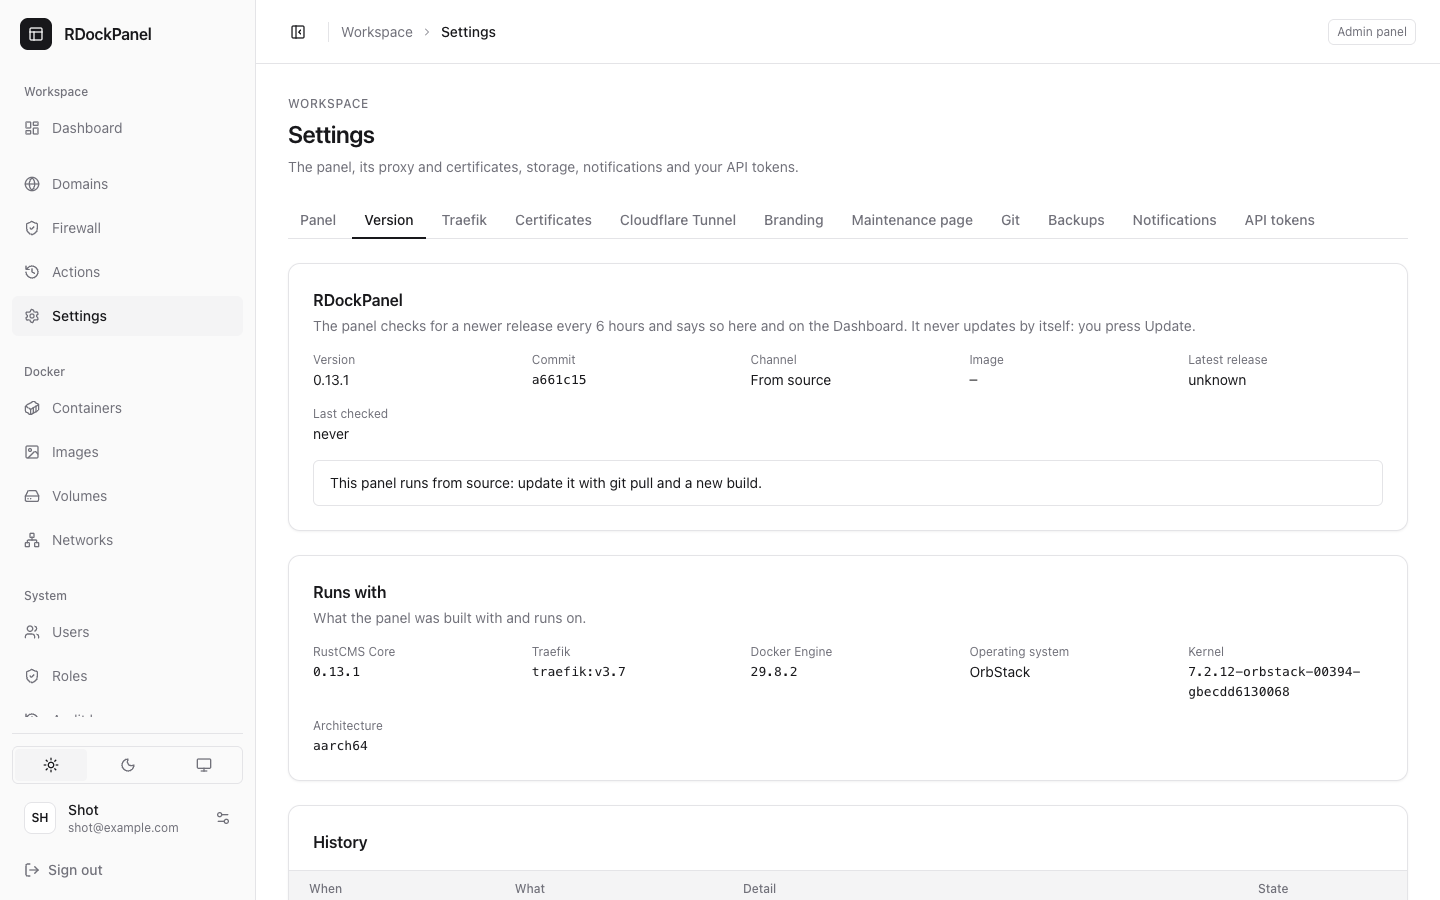 RDockPanel
Workspace
Dashboard
Domains
Firewall
Actions
Settings
Docker
Containers
Images
Volumes
Networks
System
Users
Roles
SH
Shot
shot@example.com
Sign out
Workspace
Settings
Admin panel
WORKSPACE
Settings
The panel, its proxy and certificates, storage, notifications and your API tokens.
Panel Version Traefik Certificates Cloudflare Tunnel Branding Maintenance page Git Backups Notifications API tokens
RDockPanel
The panel checks for a newer release every 6 hours and says so here and on the Dashboard. It never updates by itself: you press Update.
Version Commit Channel Image Latest release
0.13.1 a661c15 From source – unknown
Last checked
never
This panel runs from source: update it with git pull and a new build.
Runs with
What the panel was built with and runs on.
RustCMS Core Traefik Docker Engine Operating system Kernel
0.13.1 traefik:v3.7 29.8.2 OrbStack 7.2.12-orbstack-00394-
gbecdd6130068
Architecture
aarch64
History
When What Detail State